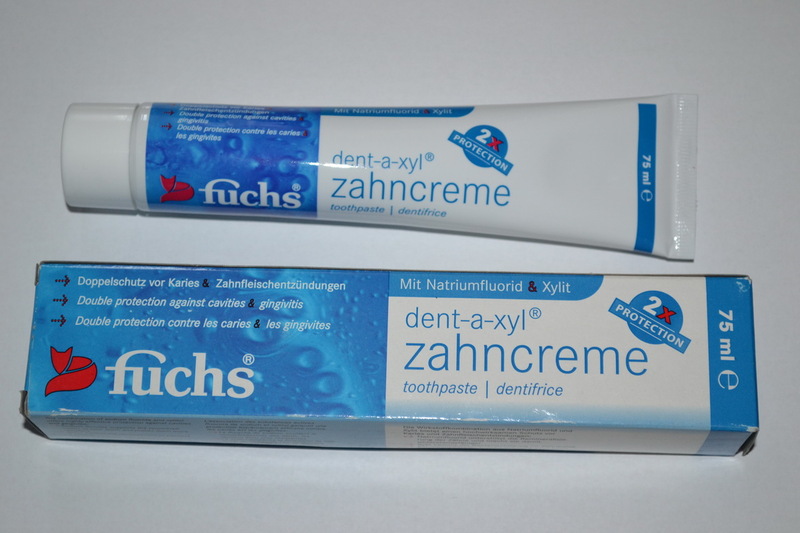 Double protection against cavities &
gingivitis
Double protection contre les caries &
les gingivites
fuchs®
Mit Natriumfluorid & Xylit
2x
PROTECTION
dent-a-xyl®
zahncreme
toothpaste | dentifrice
75 ml ℮
Doppelschutz vor Karies & Zahnfleischentzündungen
Double protection against cavities & gingivitis
Double protection contre les caries & les gingivites
fuchs®
Mit Natriumfluorid & Xylit
2x
PROTECTION
dent-a-xyl®
zahncreme
toothpaste | dentifrice
75 ml ℮